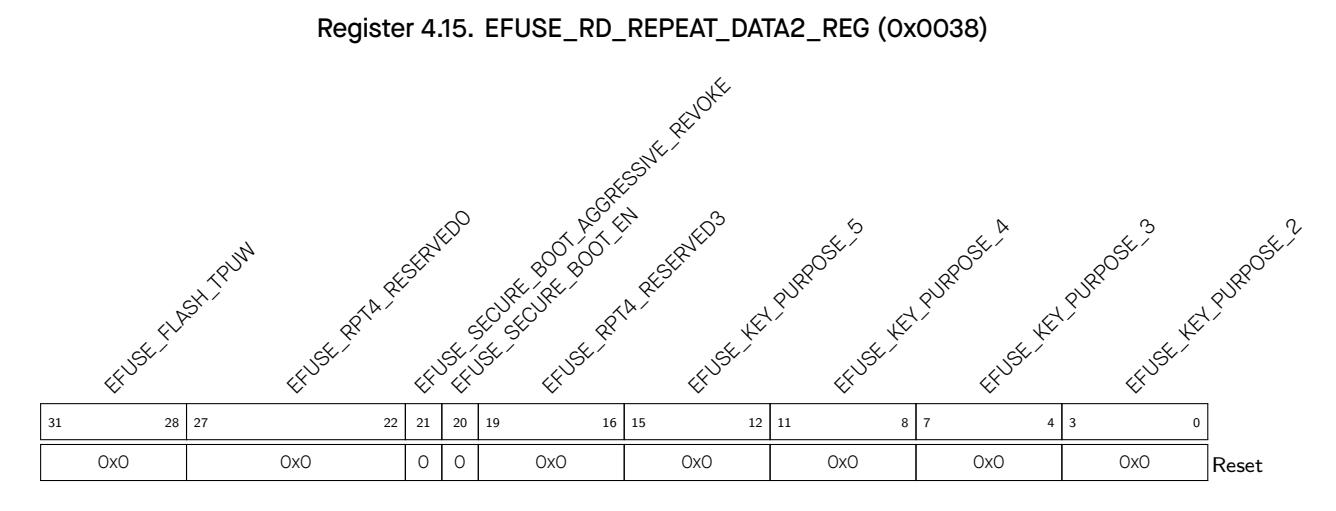 Register 4.15. EFUSE_RD_REPEAT_DATA2_REG (0x0038)
EFUSE_FLASH_TPUW
EFUSE_RPT4_RESERVED0
EFUSE_SECURE_BOOT_AGGRESSIVE_REVOKE
EFUSE_SECURE_BOOT_EN
EFUSE_RPT4_RESERVED3
EFUSE_KEY_PURPOSE_5
EFUSE_KEY_PURPOSE_4
EFUSE_KEY_PURPOSE_3
EFUSE_KEY_PURPOSE_2
31 28 27 22 21 20 19 16 15 12 11 8 7 4 3 0
0x0 0x0 0 0 0x0 0x0 0x0 0x0 0x0 Reset